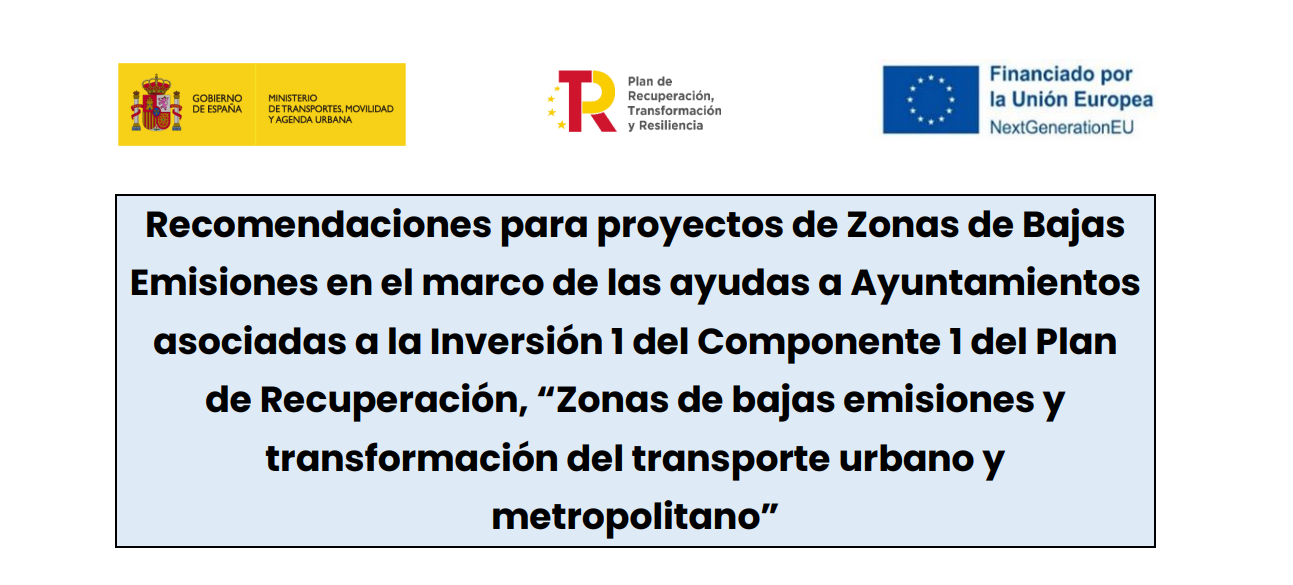 GOBIERNO
DE ESPAÑA
MINISTERIO
DE TRANSPORTES, MOVILIDAD
Y AGENDA URBANA
TR
Plan de
Recuperación,
Transformación
y Resiliencia
Financiado por
la Unión Europea
NextGenerationEU
Recomendaciones para proyectos de Zonas de Bajas
Emisiones en el marco de las ayudas a Ayuntamientos
asociadas a la Inversión 1 del Componente 1 del Plan
de Recuperación, “Zonas de bajas emisiones y
transformación del transporte urbano y
metropolitano”